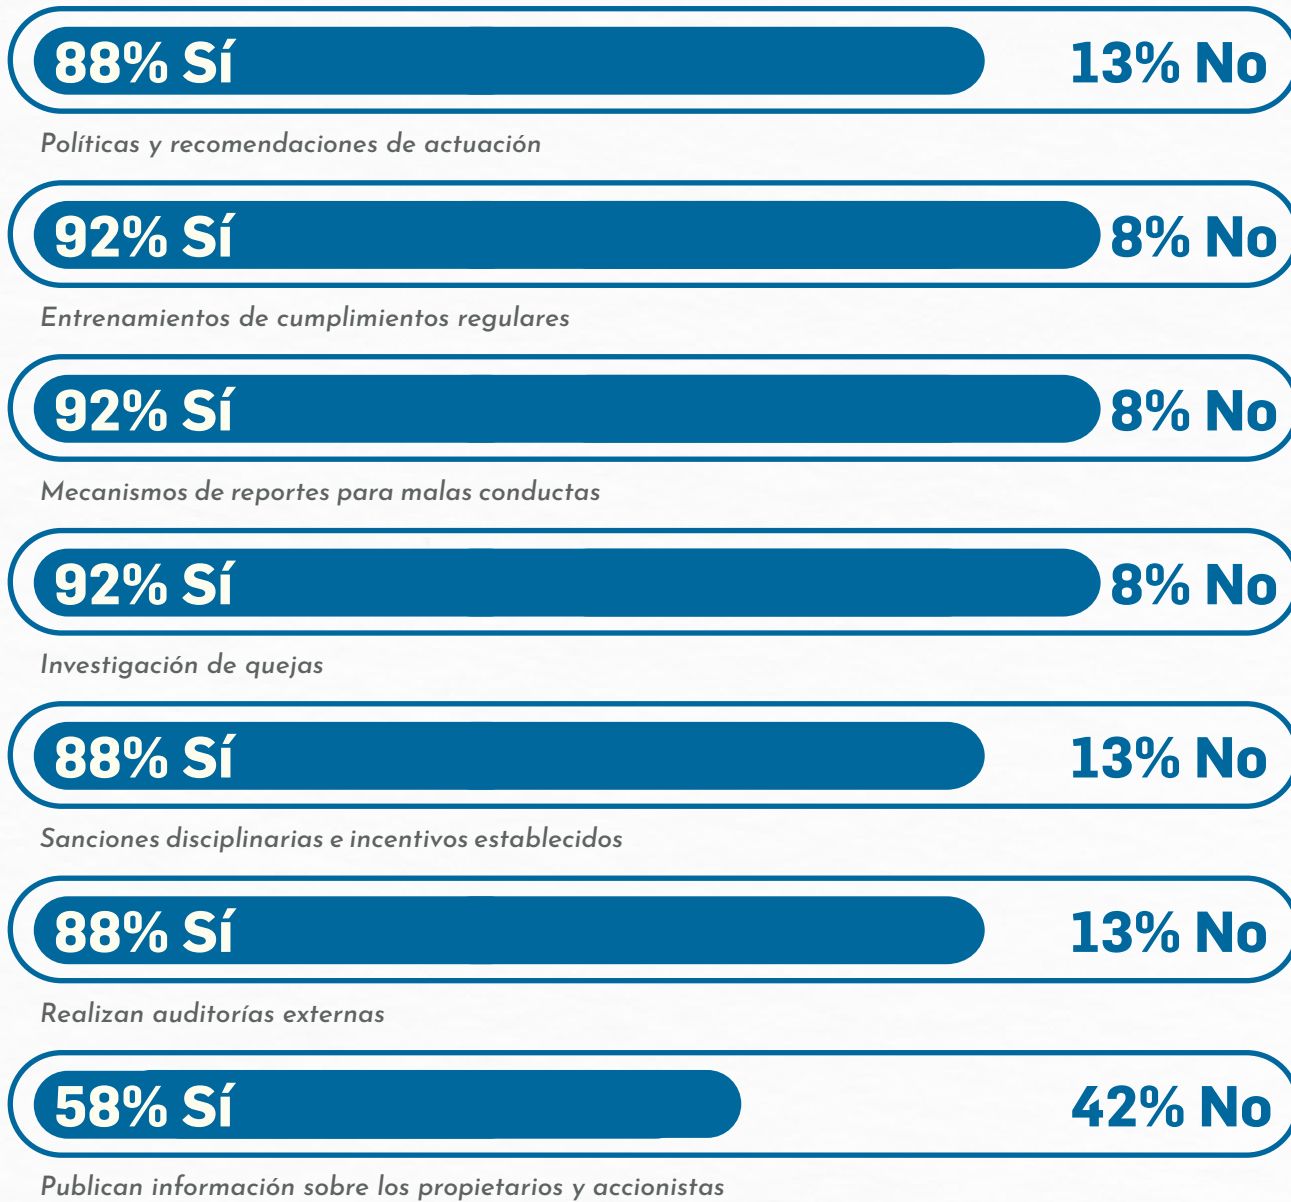 88% Sí 13% No
Políticas y recomendaciones de actuación
92% Sí 8% No
Entrenamientos de cumplimientos regulares
92% Sí 8% No
Mecanismos de reportes para malas conductas
92% Sí 8% No
Investigación de quejas
88% Sí 13% No
Sanciones disciplinarias e incentivos establecidos
88% Sí 13% No
Realizan auditorías externas
58% Sí 42% No
Publican información sobre los propietarios y accionistas